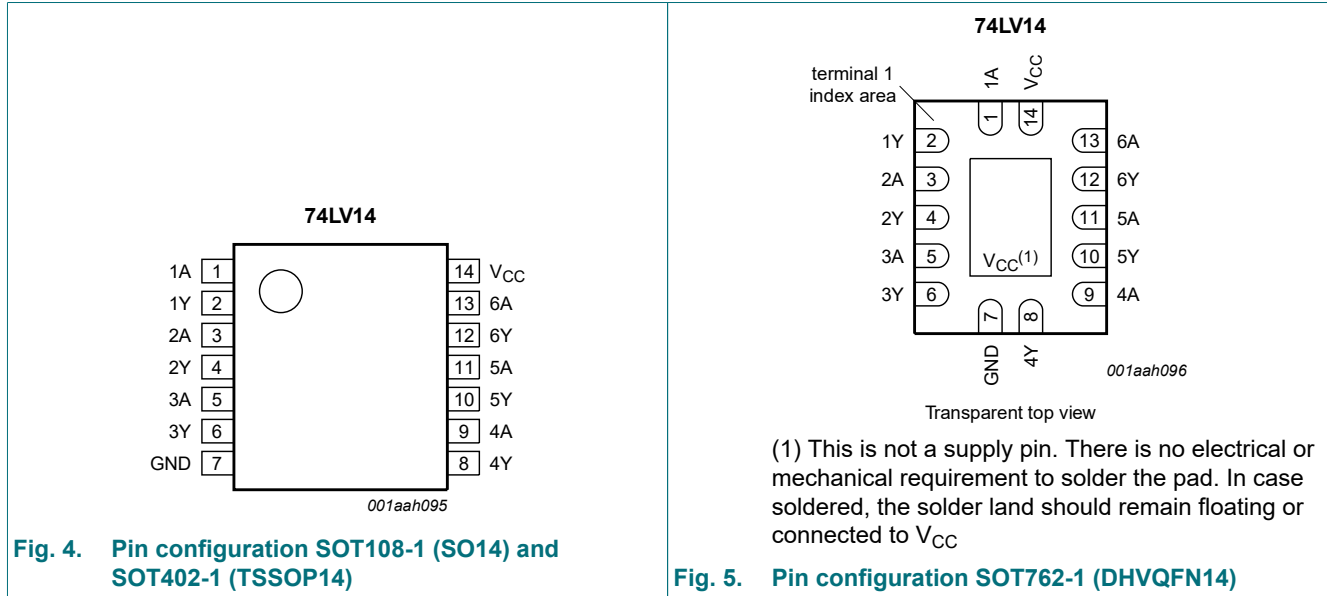 74LV14
1A 1
1Y 2
2A 3
2Y 4
3A 5
3Y 6
GND 7
14 VCC
13 6A
12 6Y
11 5A
10 5Y
9 4A
8 4Y
001aah095
Fig. 4. Pin configuration SOT108-1 (SO14) and
SOT402-1 (TSSOP14)
74LV14
terminal 1
index area
1A
VCC
1
14
1Y 2
2A 3
2Y 4
3A 5
3Y 6
13 6A
12 6Y
11 5A
10 5Y
9 4A
VCC(1)
7
8
GND
4Y
001aah096
Transparent top view
(1) This is not a supply pin. There is no electrical or
mechanical requirement to solder the pad. In case
soldered, the solder land should remain floating or
connected to VCC
Fig. 5. Pin configuration SOT762-1 (DHVQFN14)